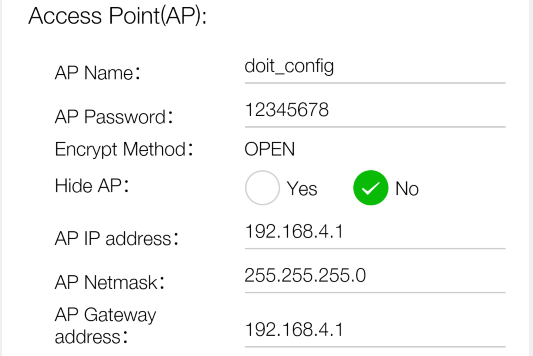 Access Point(AP):
AP Name: doit_config
AP Password: 12345678
Encrypt Method: OPEN
Hide AP: Yes No
AP IP address: 192.168.4.1
AP Netmask: 255.255.255.0
AP Gateway
address: 192.168.4.1